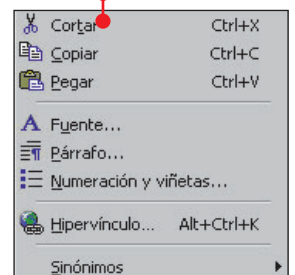 Cortar Ctrl+X
Copiar Ctrl+C
Pegar Ctrl+V
Fuente...
Párrafo...
Numeración y viñetas...
Hipervínculo... Alt+Ctrl+K
Sinónimos